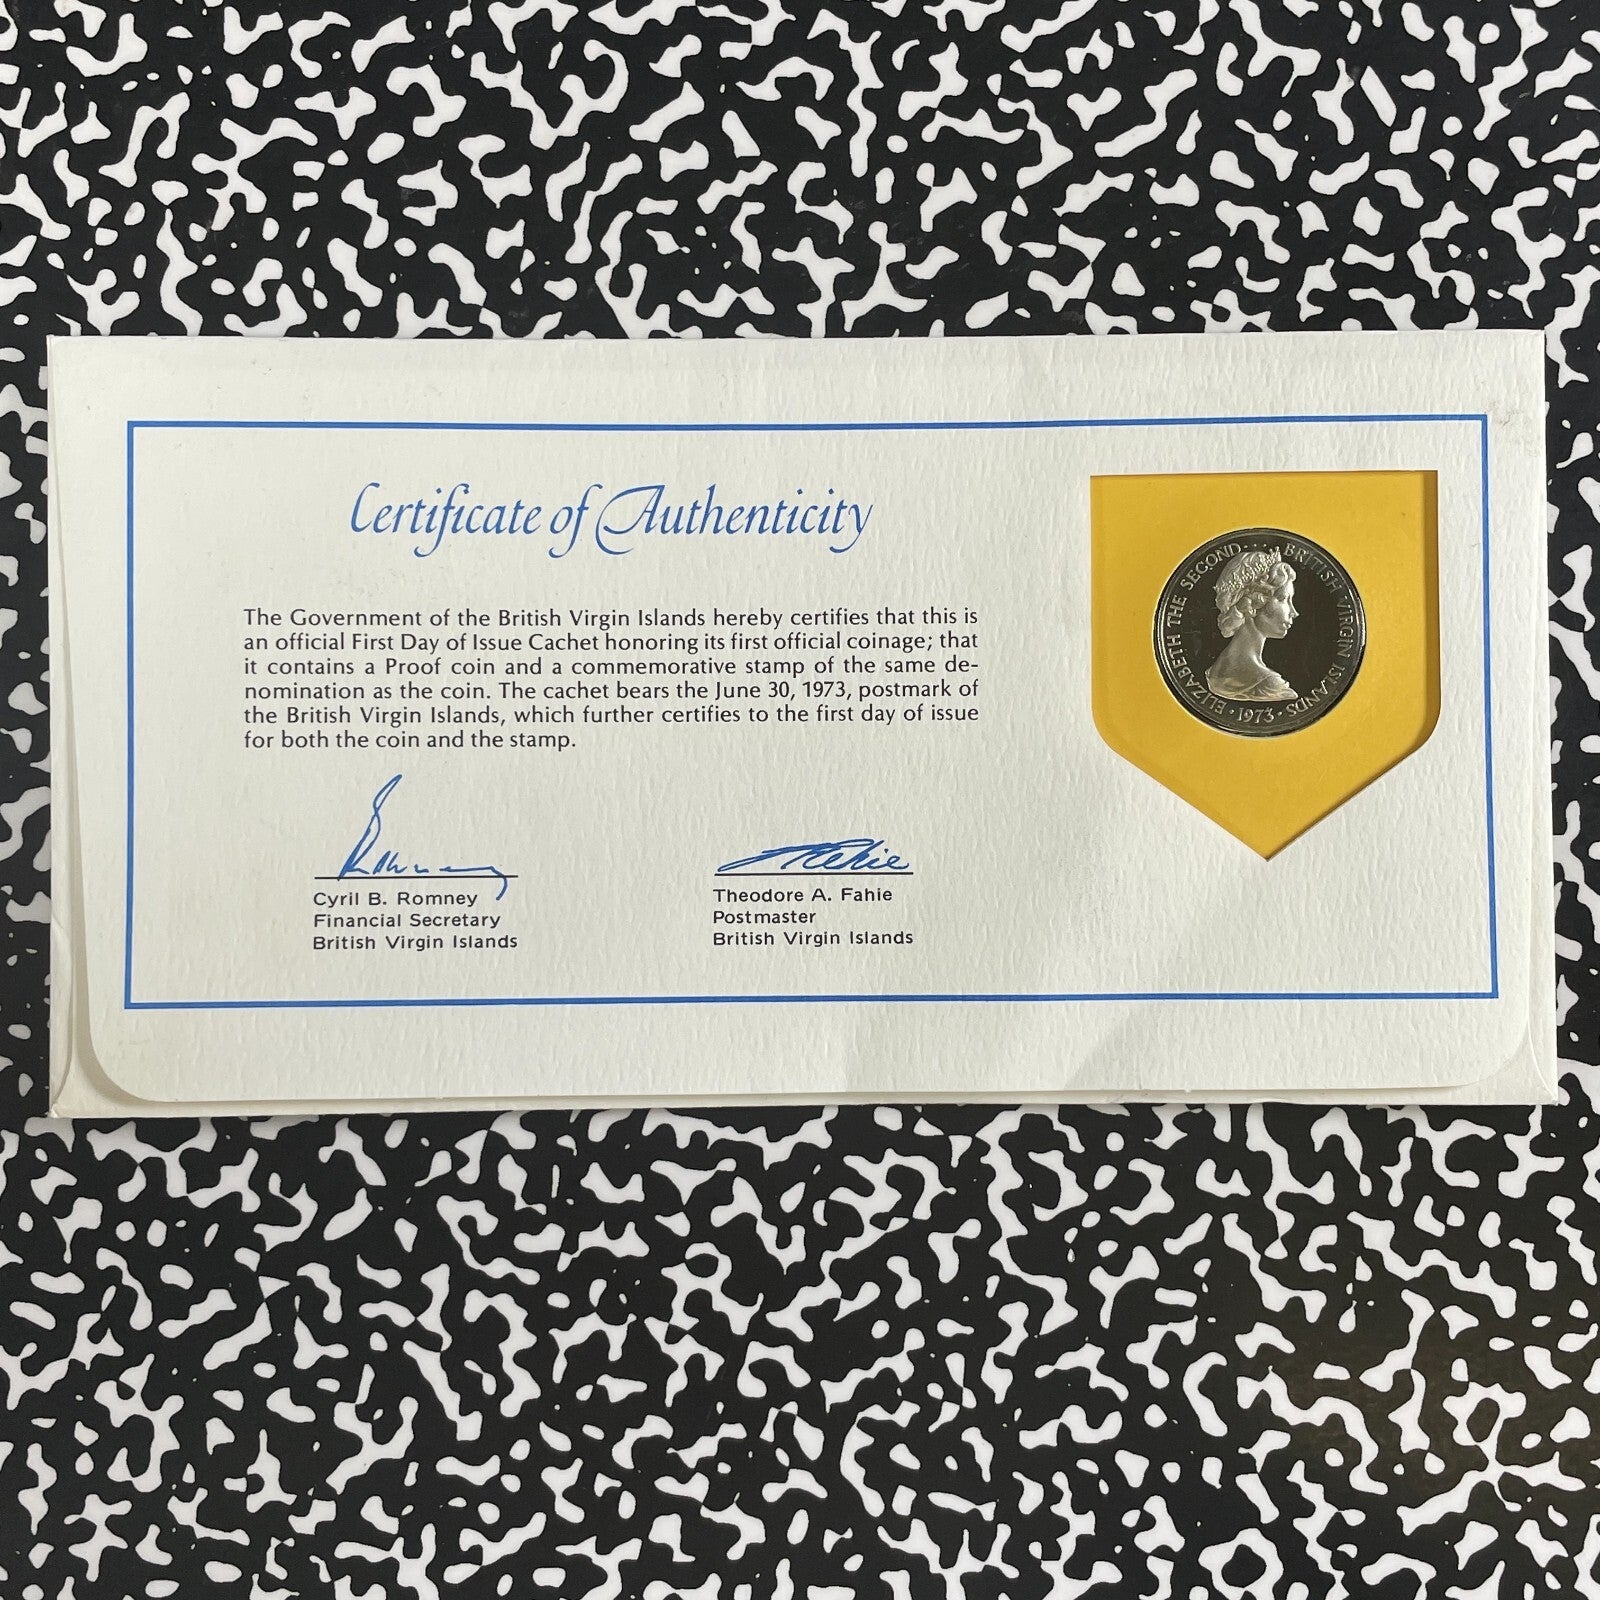 Certificate of Authenticity
The Government of the British Virgin Islands hereby certifies that this is
an official First Day of Issue Cachet honoring its first official coinage; that
it contains a Proof coin and a commemorative stamp of the same de-
nomination as the coin. The cachet bears the June 30, 1973, postmark of
the British Virgin Islands, which further certifies to the first day of issue
for both the coin and the stamp.
Romney
Cyril B. Romney
Financial Secretary
British Virgin Islands
Fahie
Theodore A. Fahie
Postmaster
British Virgin Islands
ELIZABETH THE SECOND · · · · BRITISH VIRGIN ISLANDS
· 1973 ·